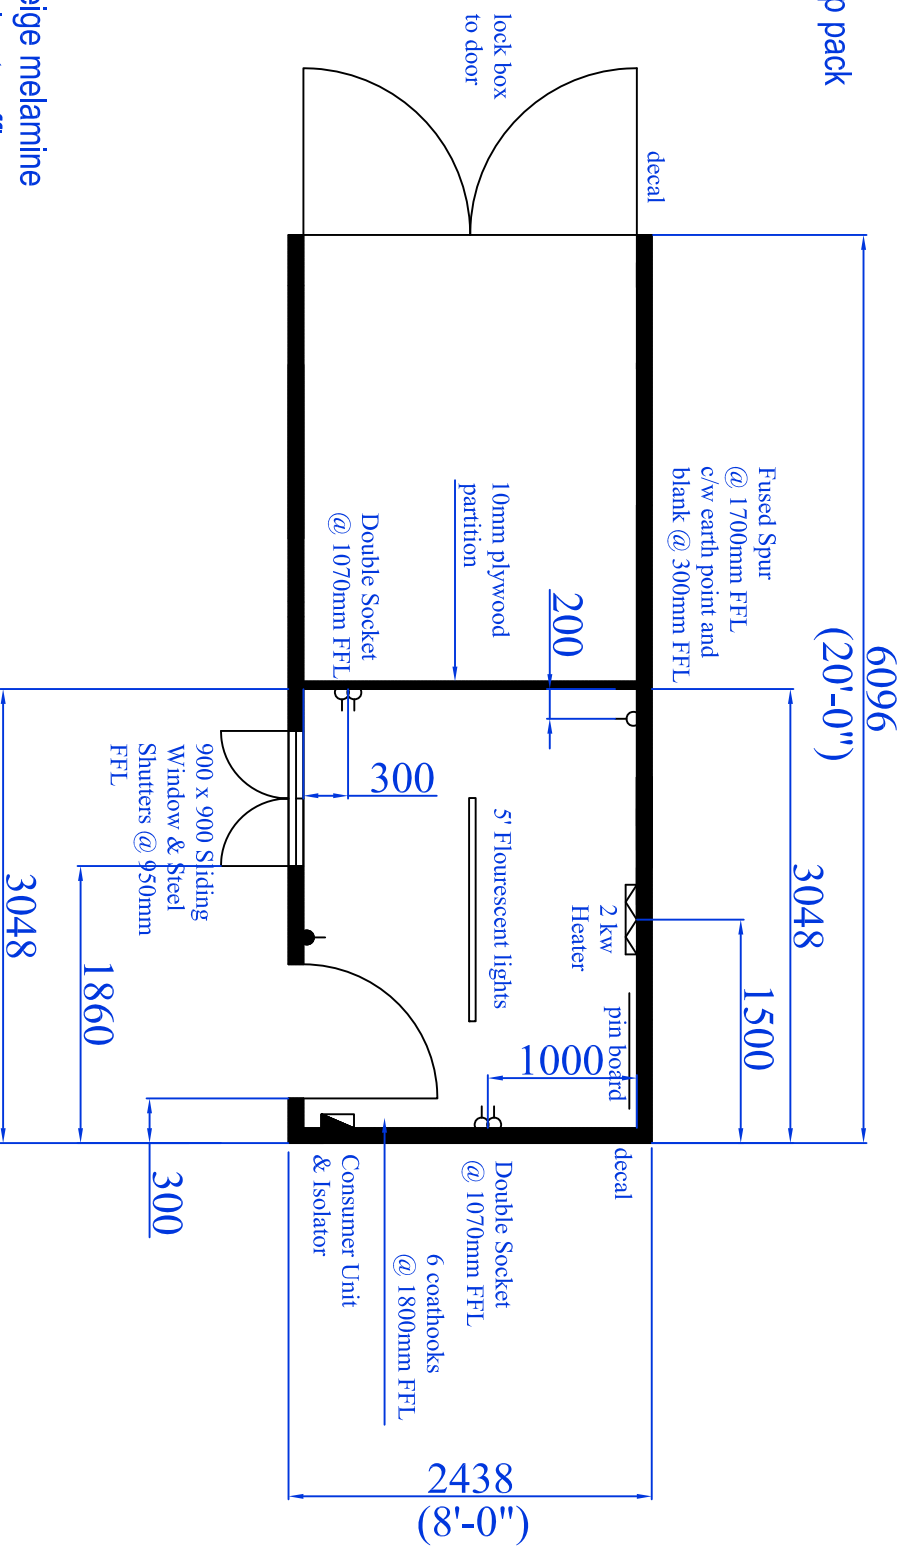 p pack
6096
(20'-0")
3048
1500
Fused Spur
@ 1700mm FFL
c/w earth point and
blank @ 300mm FFL
decal
lock box
to door
10mm plywood
partition
200
Double Socket
@ 1070mm FFL
300
5' Flourescent lights
2 kw
Heater
pin board
1000
decal
Double Socket
@ 1070mm FFL
6 coathooks
@ 1800mm FFL
Consumer Unit
& Isolator
2438
(8'-0")
900 x 900 Sliding
Window & Steel
Shutters @ 950mm
FFL
300
1860
3048
eige melamine